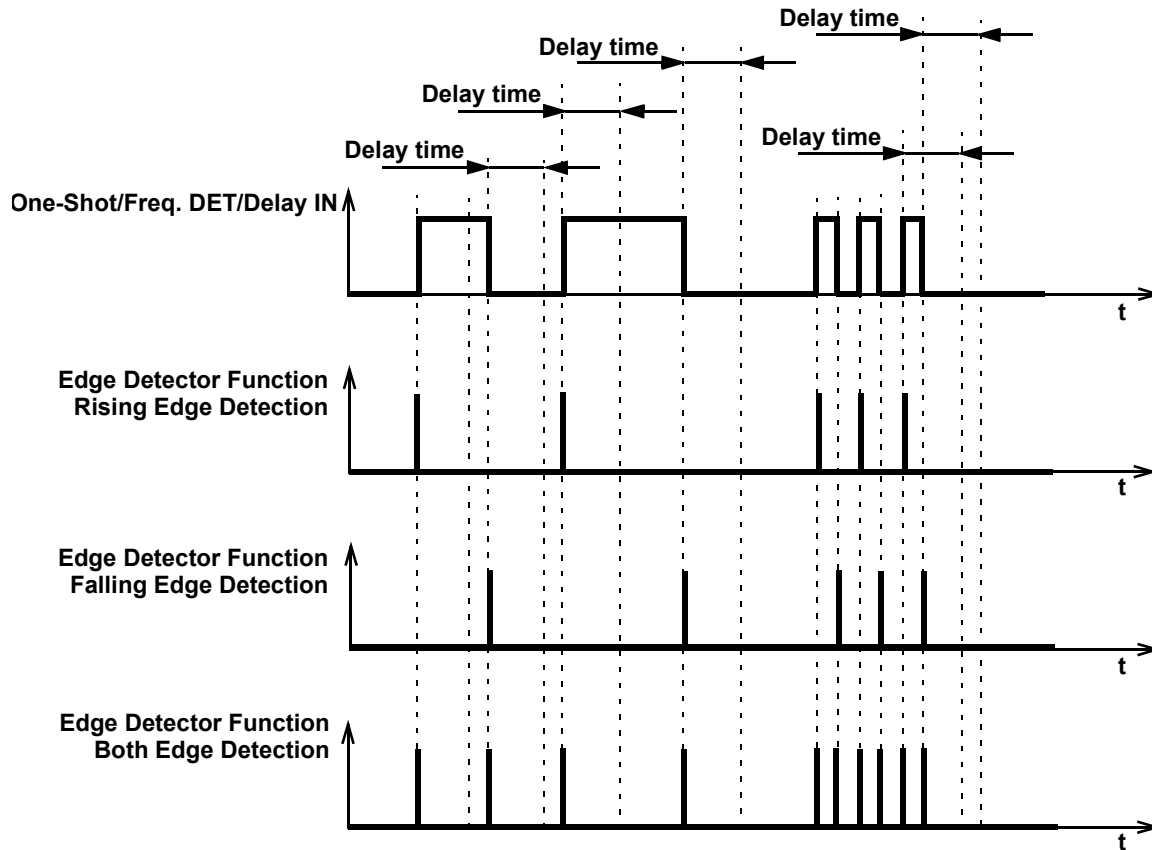 Delay time
Delay time
Delay time
Delay time
Delay time
One-Shot/Freq. DET/Delay IN
t
Edge Detector Function
Rising Edge Detection
t
Edge Detector Function
Falling Edge Detection
t
Edge Detector Function
Both Edge Detection
t